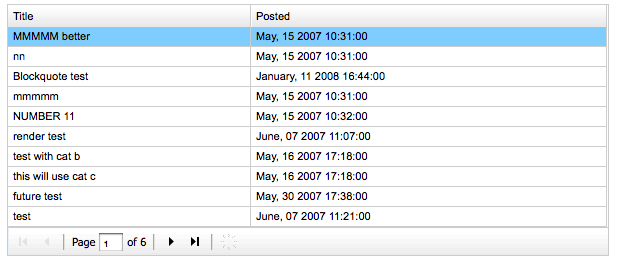 Title Posted
MMMMM better May, 15 2007 10:31:00
nn May, 15 2007 10:31:00
Blockquote test January, 11 2008 16:44:00
mmmmm May, 15 2007 10:31:00
NUMBER 11 May, 15 2007 10:32:00
render test June, 07 2007 11:07:00
test with cat b May, 16 2007 17:18:00
this will use cat c May, 16 2007 17:18:00
future test May, 30 2007 17:38:00
test June, 07 2007 11:21:00
Page 1 of 6